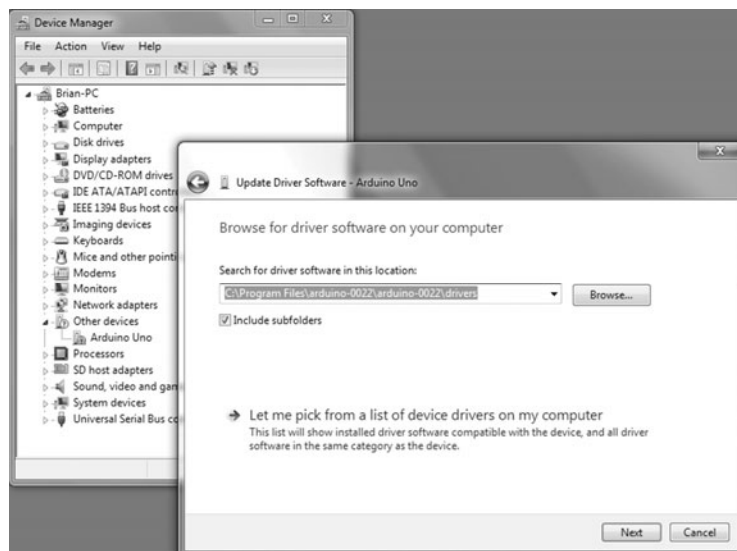 Device Manager
File Action View Help
Brian-PC
Batteries
Computer
Disk drives
Display adapters
DVD/CD-ROM drives
IDE ATA/ATAPI
IEEE 1394 Bus host
Imaging devices
Keyboards
Mice and other
Modems
Monitors
Network adapters
Other devices
Arduino Uno
Processors
SD host adapters
Sound, video and
System devices
Universal Serial Bus
Update Driver Software - Arduino Uno
Browse for driver software on your computer
Search for driver software in this location:
C:\Program Files\arduino-0022\arduino-0022\drivers
Browse...
Include subfolders
Let me pick from a list of device drivers on my computer
This list will show installed driver software compatible with the device, and all driver
software in the same category as the device.
Next Cancel